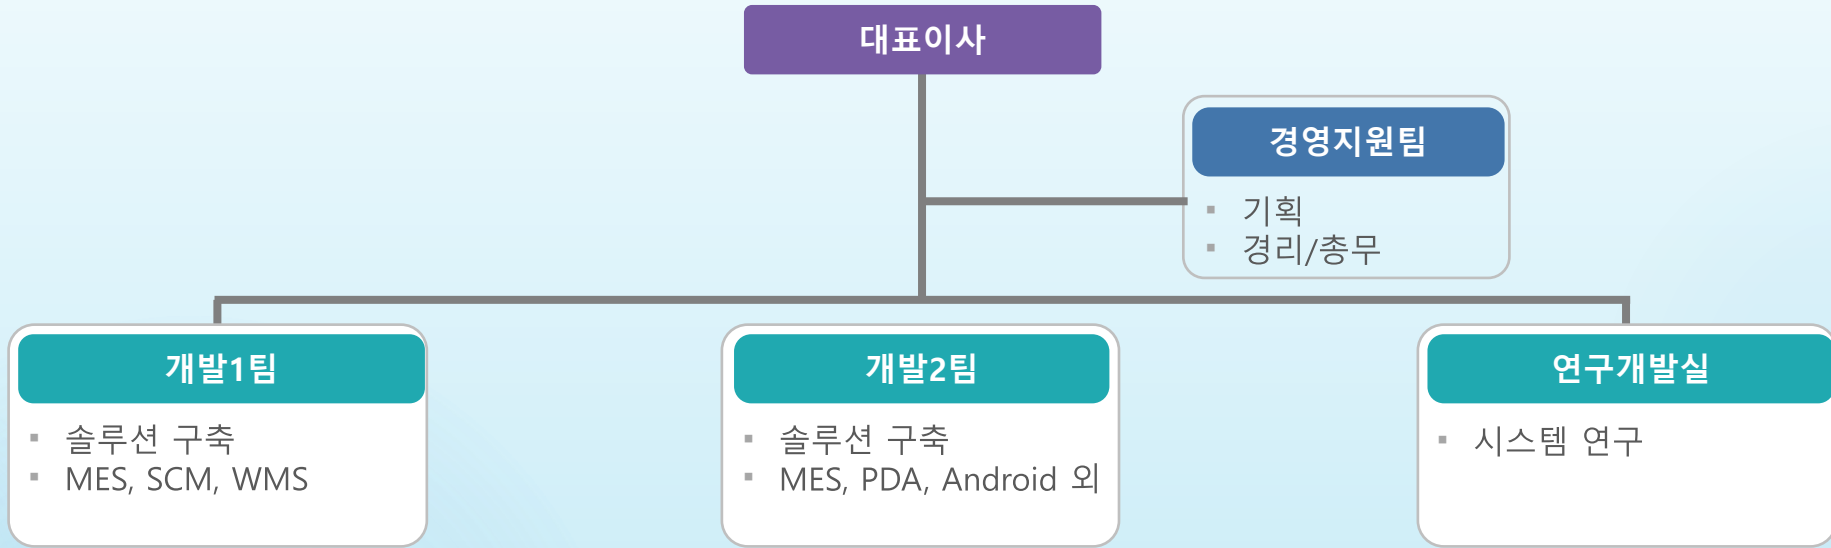 대표이사
경영지원팀
▪ 기획
▪ 경리/총무
개발1팀
▪ 솔루션 구축
▪ MES, SCM, WMS
개발2팀
▪ 솔루션 구축
▪ MES, PDA, Android 외
연구개발실
▪ 시스템 연구